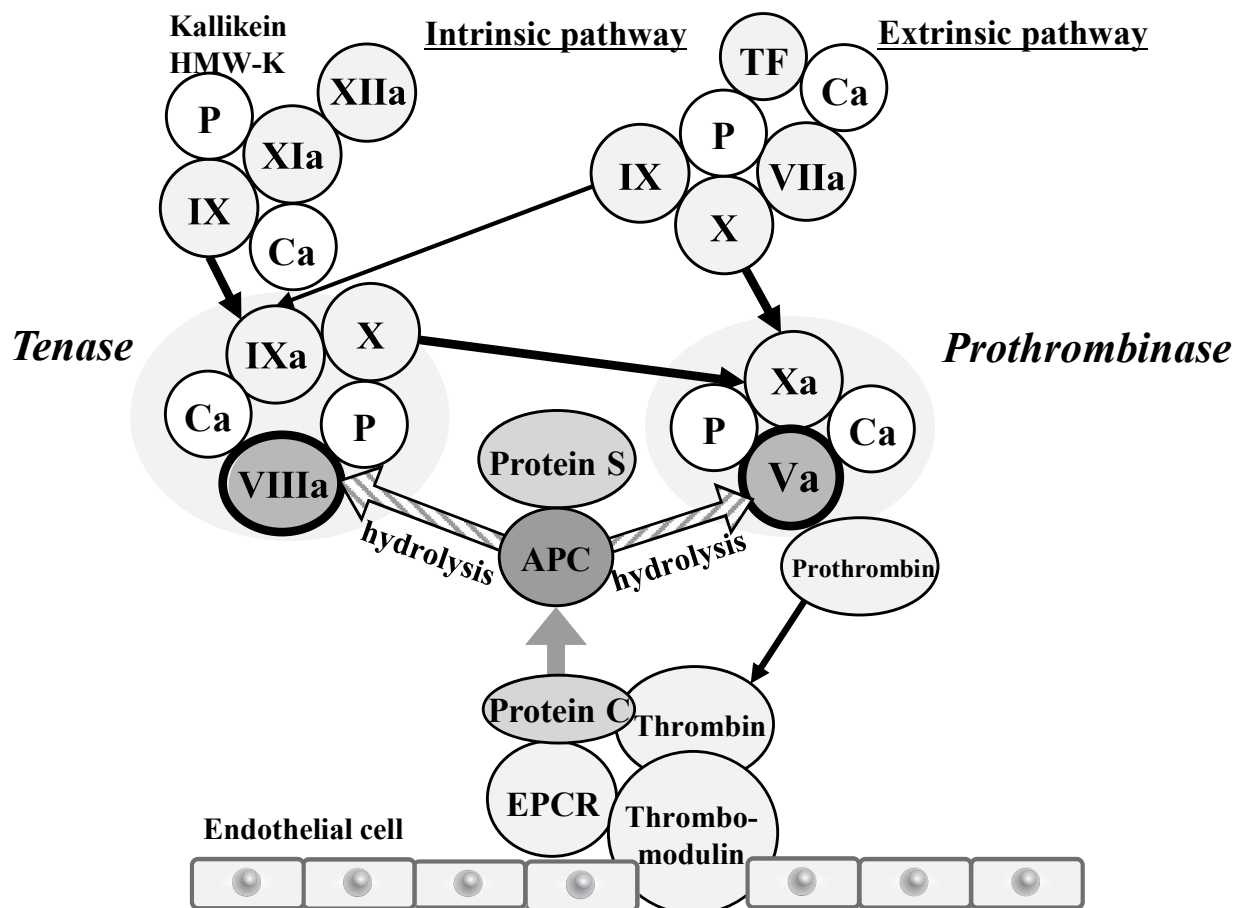 Kallikein
HMW-K
Intrinsic pathway
Extrinsic pathway
TF
Ca
XIIa
P
P
XIa
IX
VIIa
IX
X
Ca
Tenase
IXa
X
Prothrombinase
Xa
Ca
P
P
Ca
Protein S
VIIIa
Va
hydrolysis
APC
hydrolysis
Prothrombin
Protein C
Thrombin
EPCR
Thrombo-
modulin
Endothelial cell